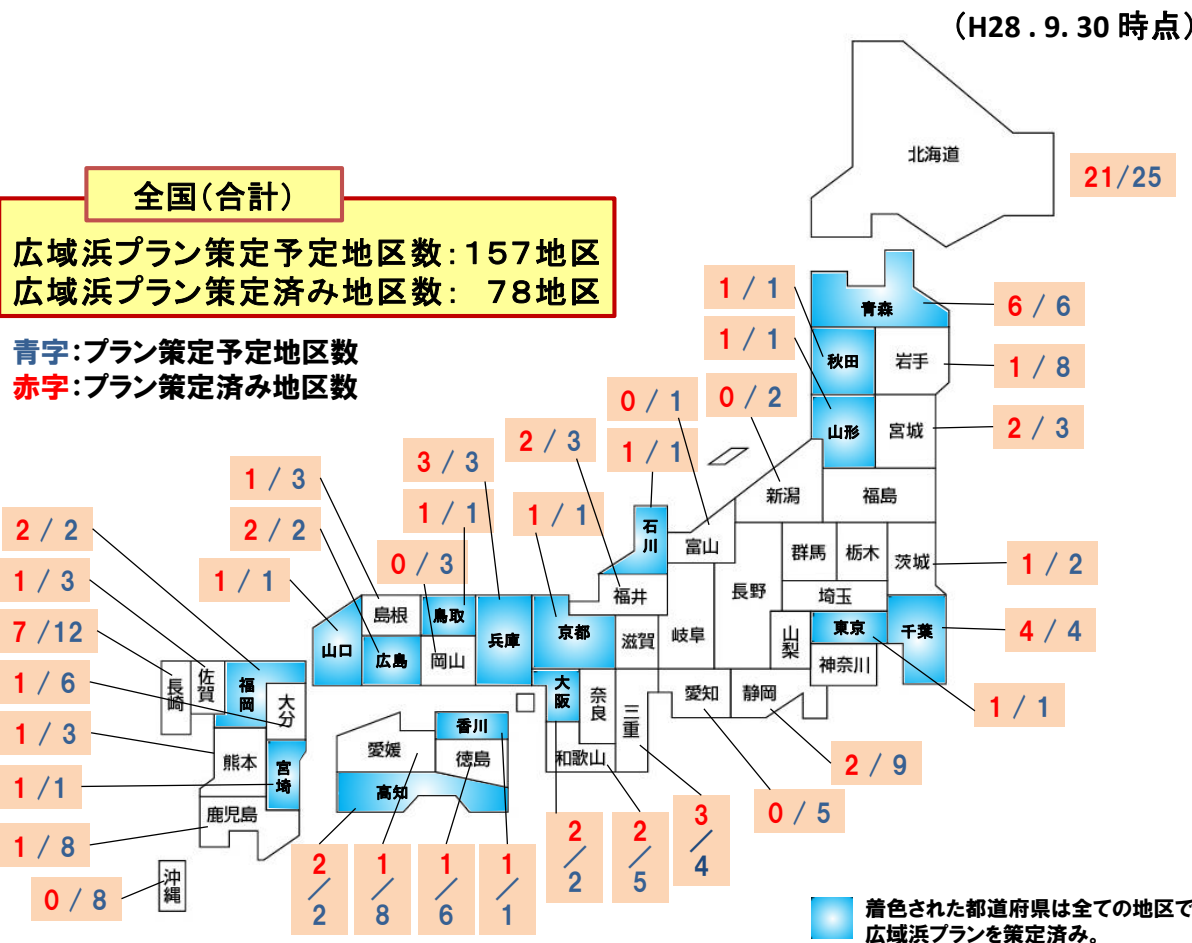 （H28 . 9. 30 時点）
北海道
21/25
全国（合計）
広域浜プラン策定予定地区数：157地区
広域浜プラン策定済み地区数：　78地区
青字：プラン策定予定地区数
赤字：プラン策定済み地区数
1 / 1
青森
6 / 6
1 / 1
秋田
岩手
1 / 8
0 / 1
0 / 2
山形
宮城
2 / 3
2 / 3
1 / 1
3 / 3
1 / 3
新潟
福島
1 / 1
1 / 1
石川
富山
群馬
栃木
茨城
2 / 2
2 / 2
0 / 3
1 / 2
1 / 3
1 / 1
福井
長野
埼玉
島根
鳥取
兵庫
京都
滋賀
岐阜
山梨
東京
千葉
4 / 4
7 /12
山口
広島
岡山
神奈川
長崎
佐賀
福岡
大分
大阪
奈良
三重
愛知
静岡
1 / 6
1 / 1
香川
1 / 3
熊本
宮崎
愛媛
徳島
和歌山
2 / 9
1 /1
高知
0 / 5
鹿児島
1 / 8
2 / 2
1 / 8
1 / 6
1 / 1
2 / 2
2 / 5
3 / 4
沖縄
0 / 8
着色された都道府県は全ての地区で
広域浜プランを策定済み。